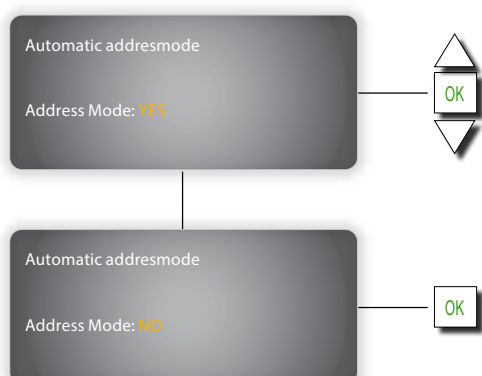 Automatic addresmode
Address Mode: YES
OK
Automatic addresmode
Address Mode: NO
OK